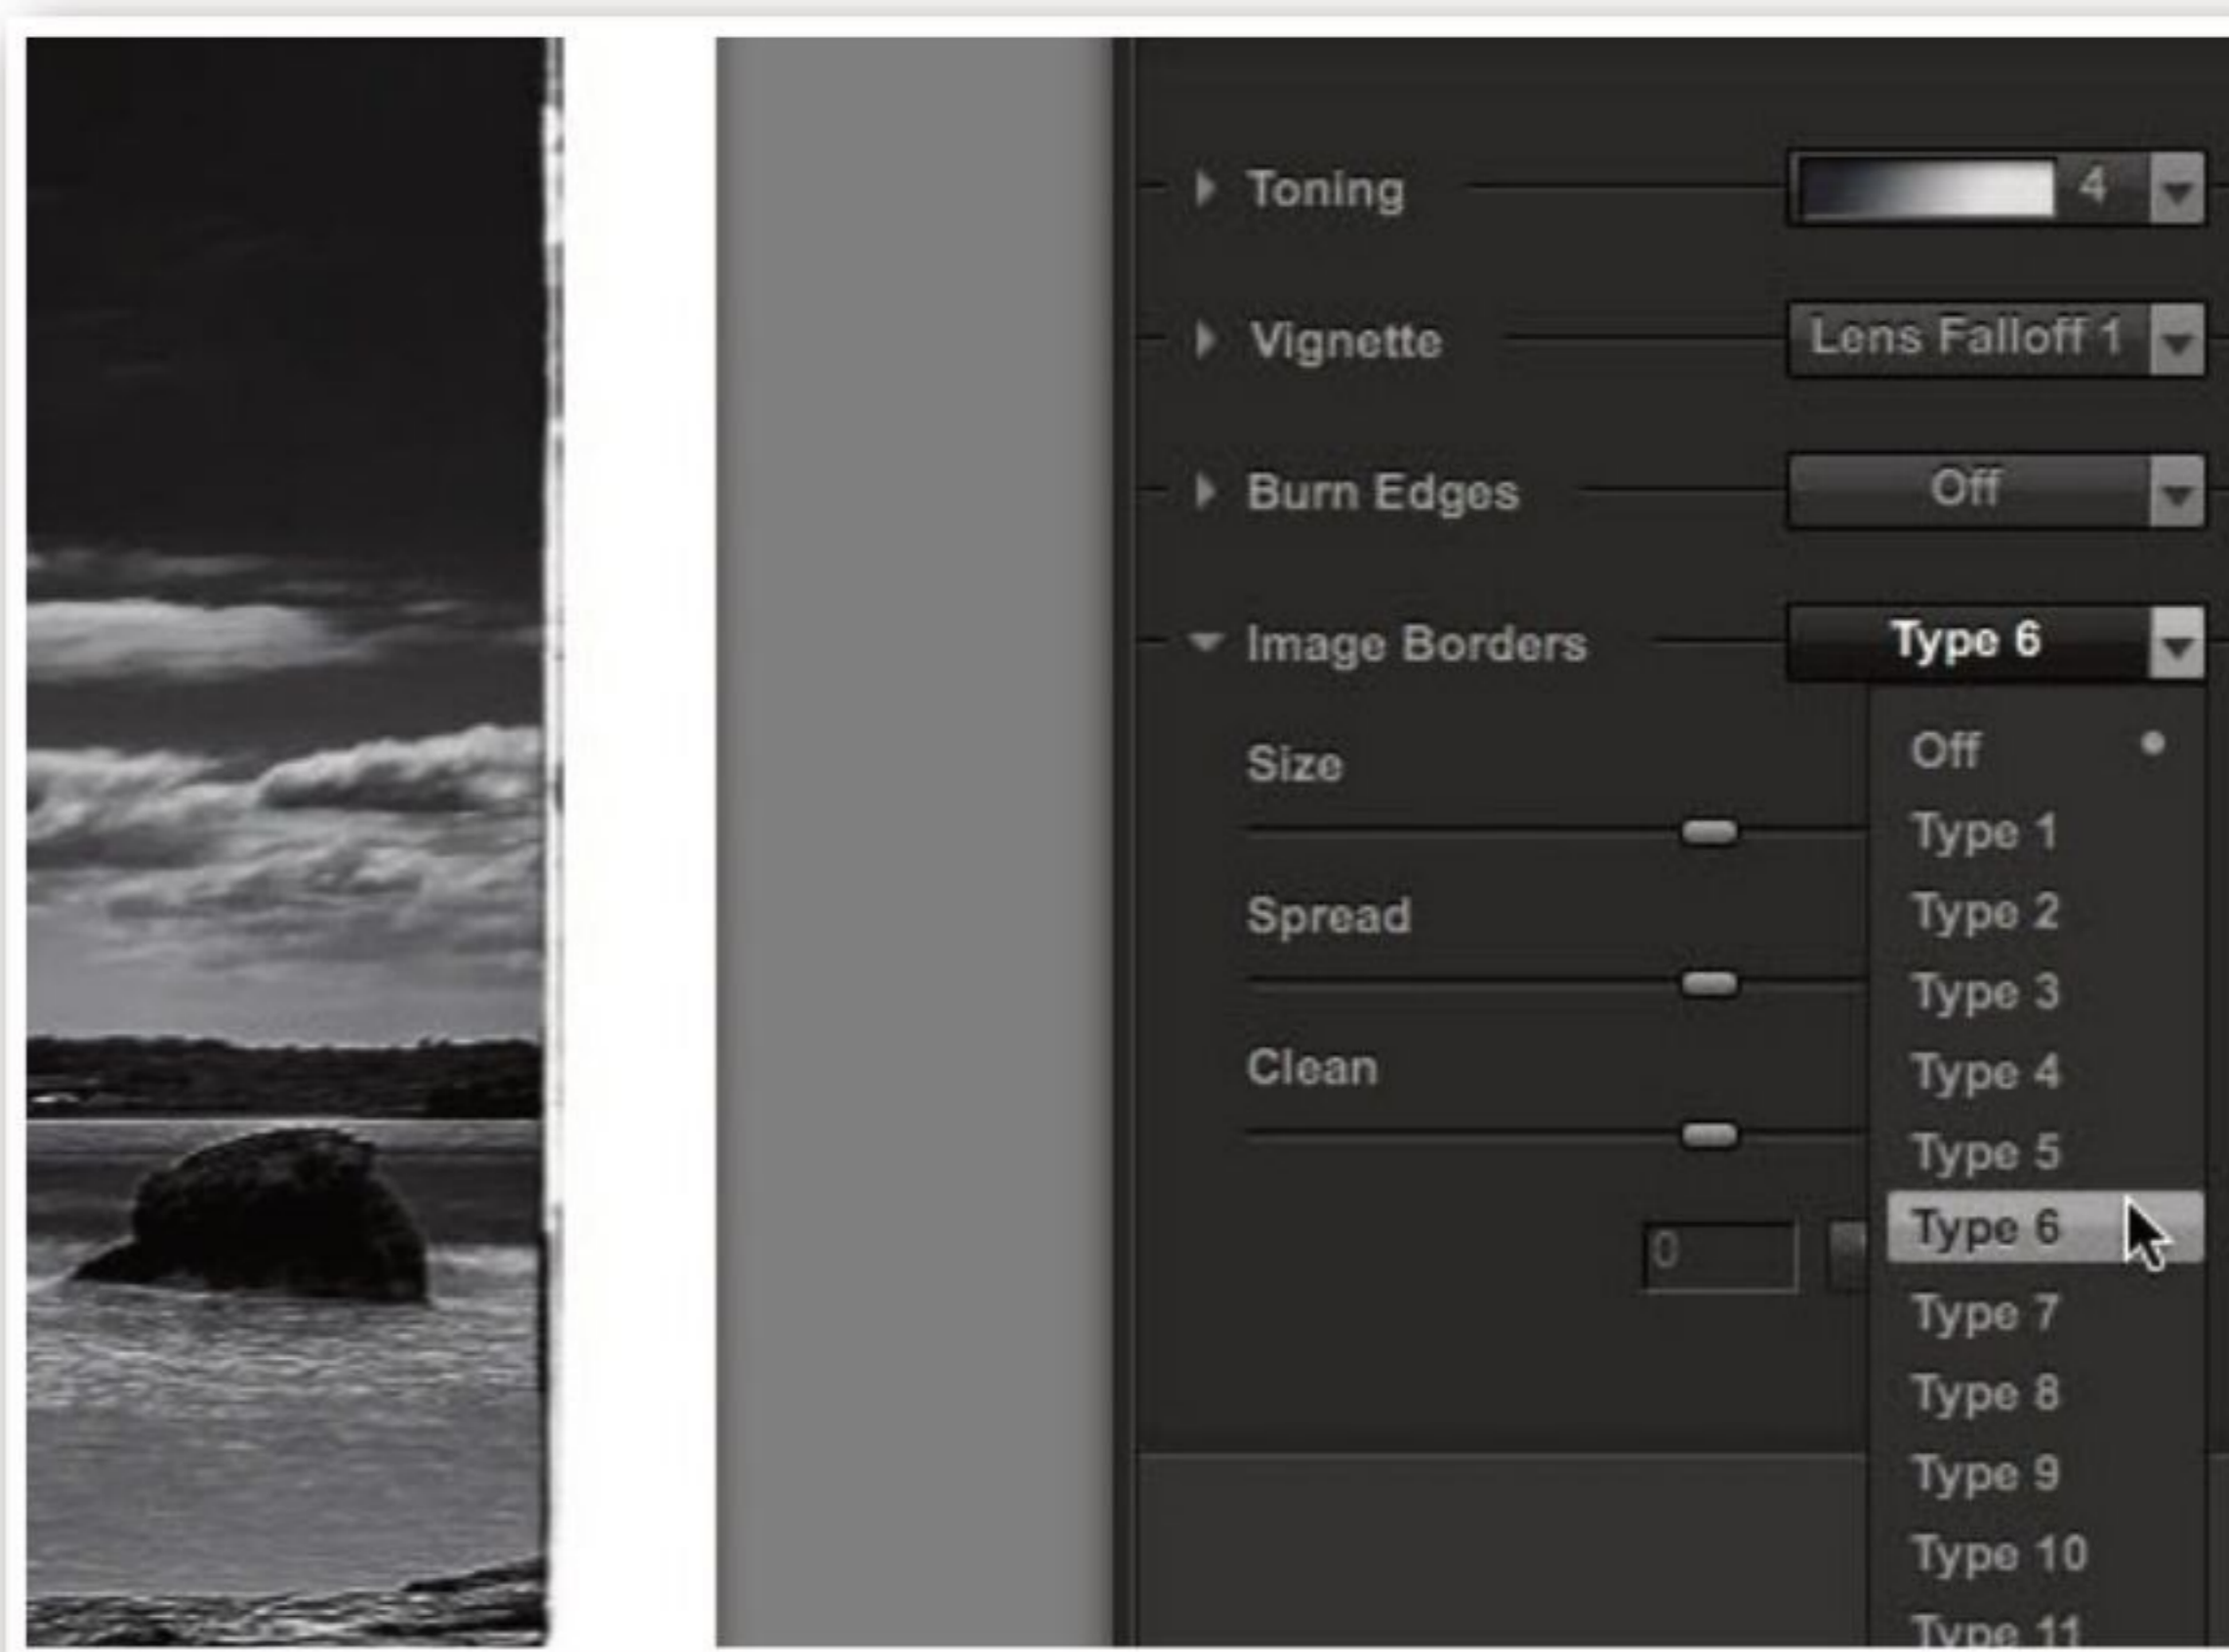 Toning 4
Vignette Lens Falloff 1
Burn Edges Off
Image Borders Type 6
Off
Size
Type 1
Type 2
Spread
Type 3
Clean
Type 4
Type 5
Type 6
0
Type 7
Type 8
Type 9
Type 10
Type 11